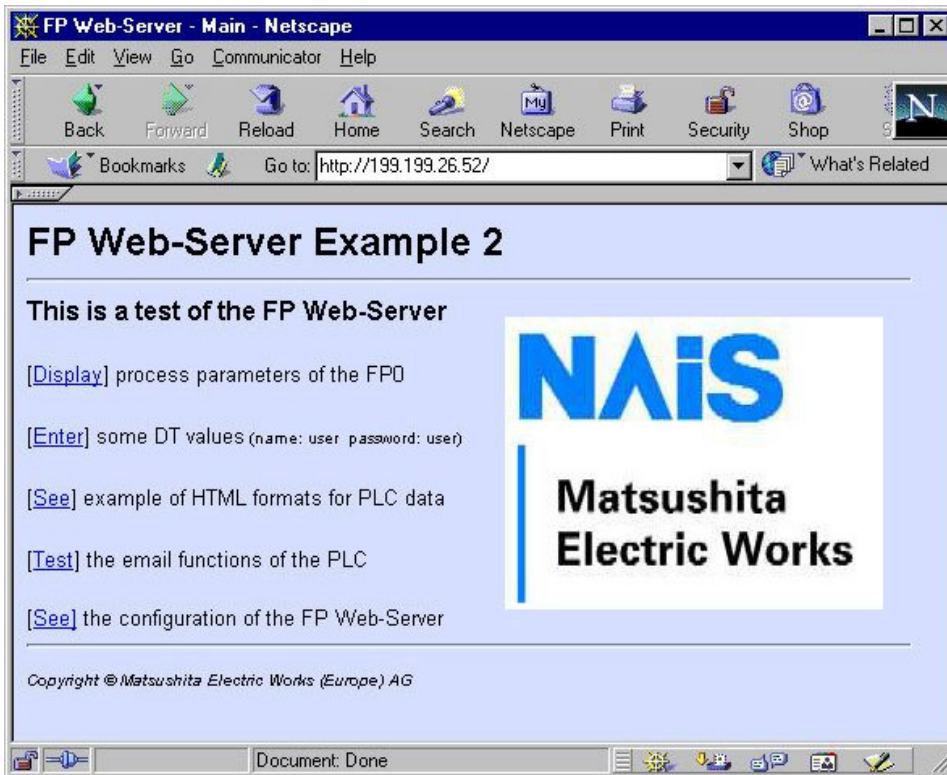 FP Web-Server - Main - Netscape
File Edit View Go Communicator Help
Back Forward Reload Home Search Netscape Print Security Shop S
My
N
Bookmarks Go to: http://199.199.26.52/ What's Related
FP Web-Server Example 2
This is a test of the FP Web-Server
[Display] process parameters of the FP0
[Enter] some DT values (name: user password: user)
[See] example of HTML formats for PLC data
[Test] the email functions of the PLC
[See] the configuration of the FP Web-Server
NAiS
Matsushita
Electric Works
Copyright © Matsushita Electric Works (Europe) AG
Document: Done